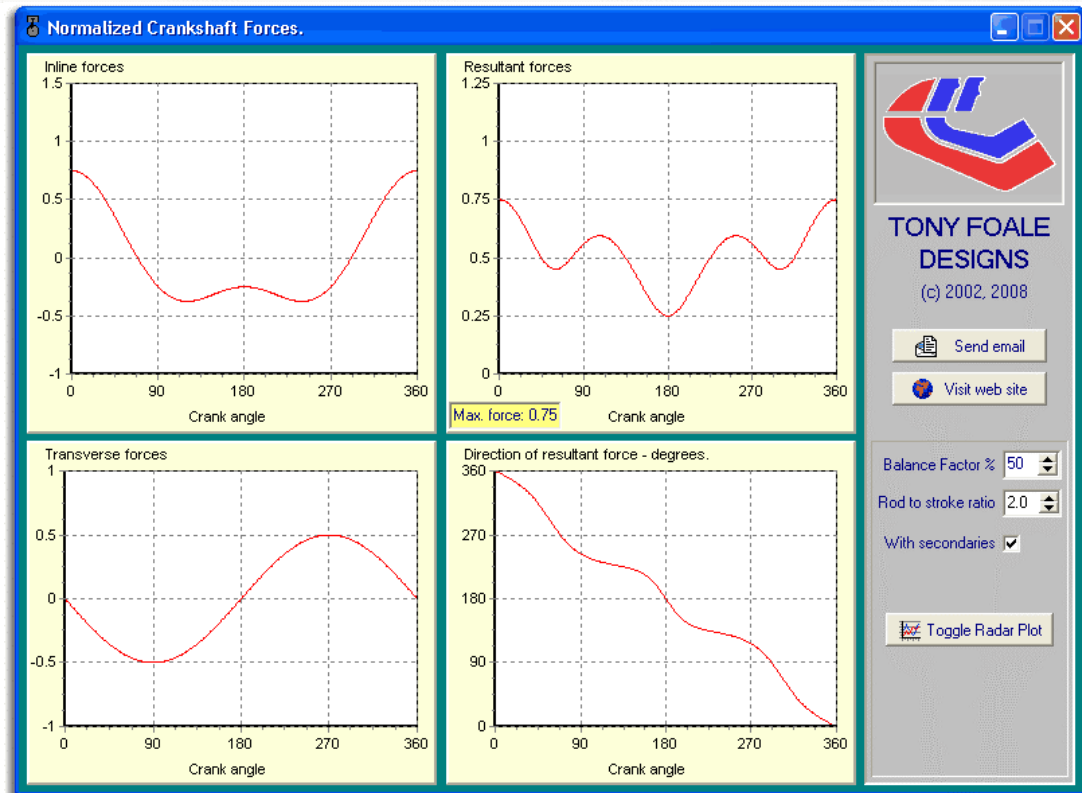 Normalized Crankshaft Forces.
Inline forces
1.5
1
0.5
0
-0.5
-1
0 90 180 270 360
Crank angle
Resultant forces
1.25
1
0.75
0.5
0.25
0
0 90 180 270 360
Crank angle
Max. force: 0.75
Transverse forces
1
0.5
0
-0.5
-1
0 90 180 270 360
Crank angle
Direction of resultant force - degrees.
360
270
180
90
0
0 90 180 270 360
Crank angle
TONY FOALE
DESIGNS
(c) 2002, 2008
Send email
Visit web site
Balance Factor % 50
Rod to stroke ratio 2.0
With secondaries
Toggle Radar Plot